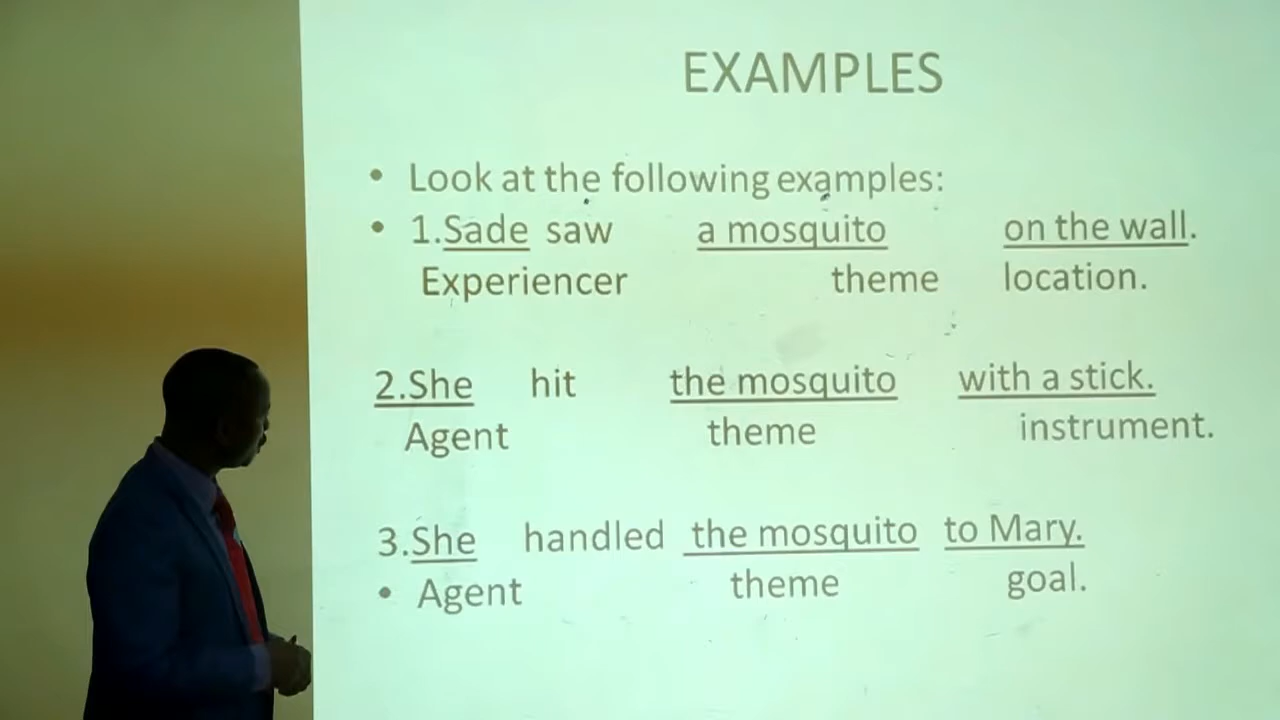 EXAMPLES
• Look at the following examples:
• 1.Sade saw a mosquito on the wall.
Experiencer theme location.
2.She hit the mosquito with a stick.
Agent theme instrument.
3.She handled the mosquito to Mary.
• Agent theme goal.